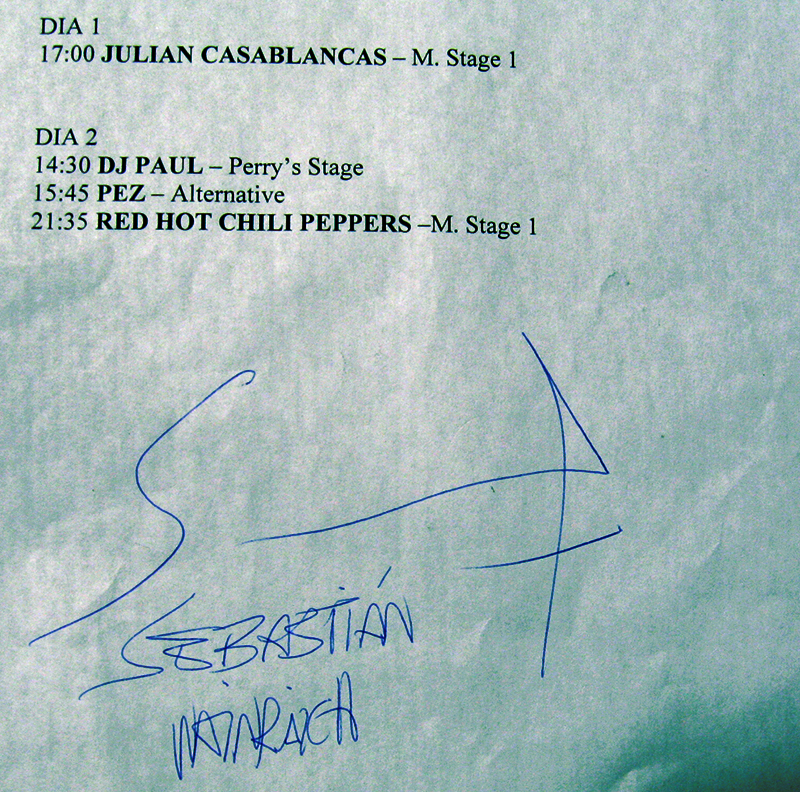 DIA 1
17:00 JULIAN CASABLANCAS – M. Stage 1
DIA 2
14:30 DJ PAUL – Perry's Stage
15:45 PEZ – Alternative
21:35 RED HOT CHILI PEPPERS –M. Stage 1
SEBASTIÁN